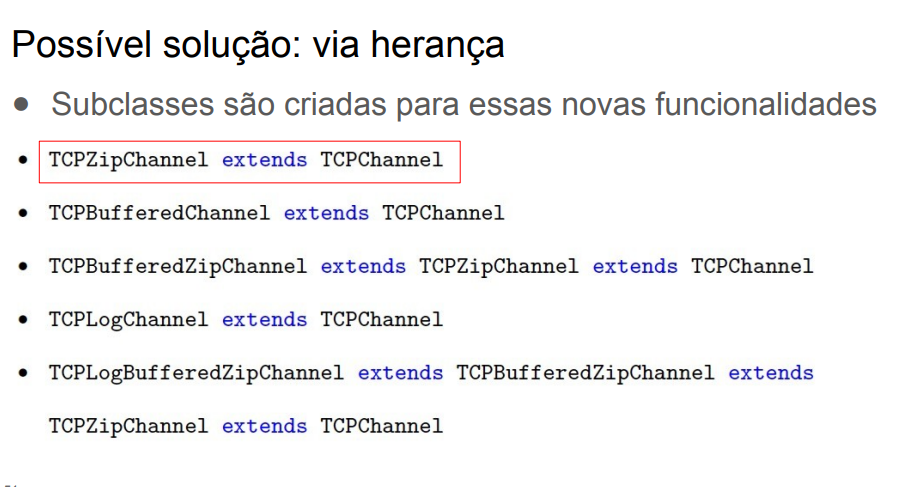 Possível solução: via herança
● Subclasses são criadas para essas novas funcionalidades
• TCPZipChannel extends TCPChannel
• TCPBufferedChannel extends TCPChannel
• TCPBufferedZipChannel extends TCPZipChannel extends TCPChannel
• TCPLogChannel extends TCPChannel
• TCPLogBufferedZipChannel extends TCPBufferedZipChannel extends
TCPZipChannel extends TCPChannel